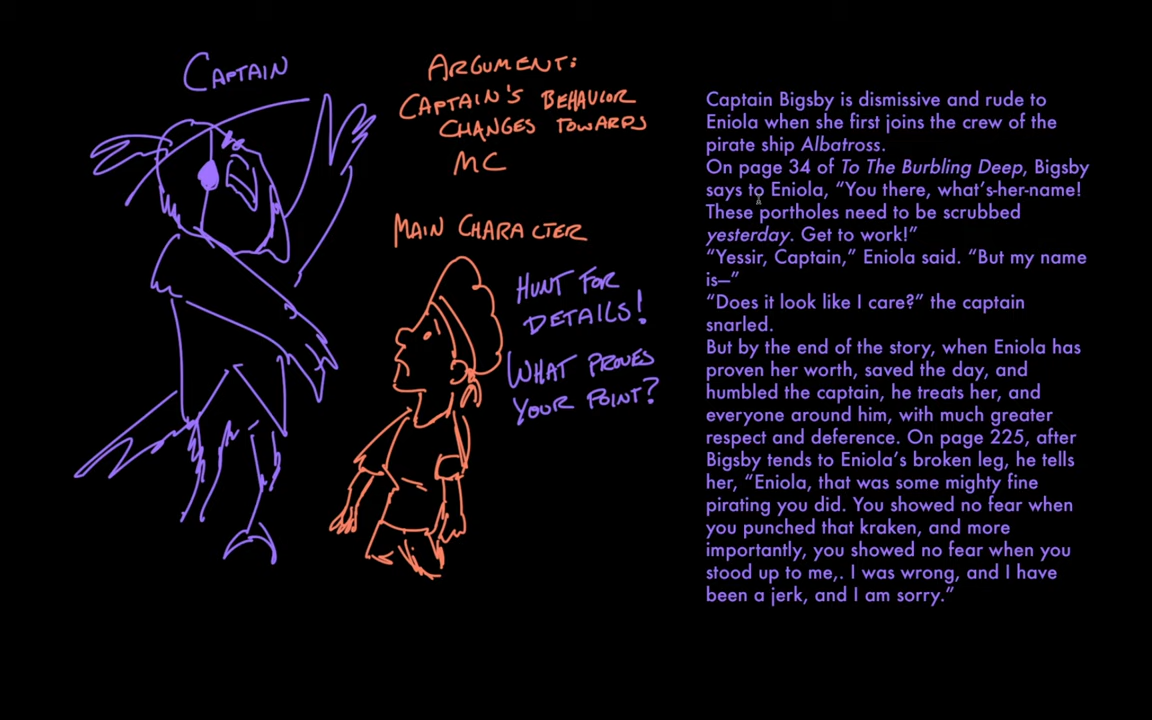 CAPTAIN
ARGUMENT:
CAPTAIN'S BEHAVIOR
CHANGES TOWARDS
MC
MAIN CHARACTER
HUNT FOR
DETAILS!
WHAT PROVES
YOUR POINT?
Captain Bigsby is dismissive and rude to
Eniola when she first joins the crew of the
pirate ship Albatross.
On page 34 of To The Burbling Deep, Bigsby
says to Eniola, “You there, what’s-her-name!
These portholes need to be scrubbed
yesterday. Get to work!”
“Yessir, Captain,” Eniola said. “But my name
is—”
“Does it look like I care?” the captain
snarled.
But by the end of the story, when Eniola has
proven her worth, saved the day, and
humbled the captain, he treats her, and
everyone around him, with much greater
respect and deference. On page 225, after
Bigsby tends to Eniola’s broken leg, he tells
her, “Eniola, that was some mighty fine
pirating you did. You showed no fear when
you punched that kraken, and more
importantly, you showed no fear when you
stood up to me,. I was wrong, and I have
been a jerk, and I am sorry.”